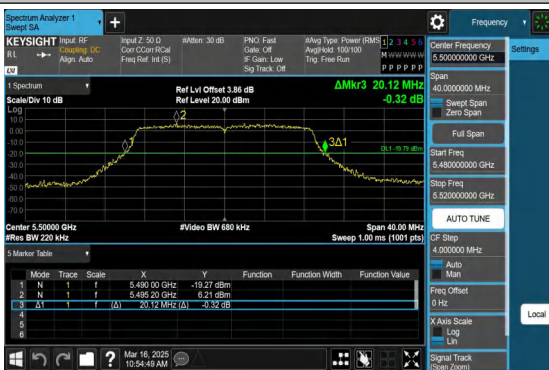 Spectrum Analyzer 1
Swept SA
+
Frequency
KEYSIGHT
RL
Input: RF
Coupling: DC
Align: Auto
Input Z: 50 Ω
Corr CCorr RCal
Freq Ref: Int (S)
#Atten: 30 dB
PNO: Fast
Gate: Off
IF Gain: Low
Sig Track: Off
#Avg Type: Power (RMS
Avg|Hold: 100/100
Trig: Free Run
1 2 3 4 5 6
M W W W W W
P P P P P P
1 Spectrum
Scale/Div 10 dB
Ref Lvl Offset 3.86 dB
Ref Level 20.00 dBm
ΔMkr3 20.12 MHz
-0.32 dB
Log
10.0
0.00
-10.0
-20.0
-30.0
-40.0
-50.0
-60.0
-70.0
1
2
3Δ1
DL1 -19.79 dBm
Center 5.50000 GHz
#Res BW 220 kHz
#Video BW 680 kHz
Span 40.00 MHz
Sweep 1.00 ms (1001 pts)
5 Marker Table
Mode Trace Scale X Y Function Function Width Function Value
1 N 1 f 5.490 00 GHz -19.27 dBm
2 N 1 f 5.495 20 GHz 6.21 dBm
3 Δ1 1 f (Δ) 20.12 MHz (Δ) -0.32 dB
4
5
6
Mar 16, 2025
10:54:49 AM
Center Frequency
5.500000000 GHz
Settings
Span
40.0000000 MHz
Swept Span
Zero Span
Full Span
Start Freq
5.480000000 GHz
Stop Freq
5.520000000 GHz
AUTO TUNE
CF Step
4.000000 MHz
Auto
Man
Freq Offset
0 Hz
X Axis Scale
Log
Lin
Local
Signal Track
(Span Zoom)